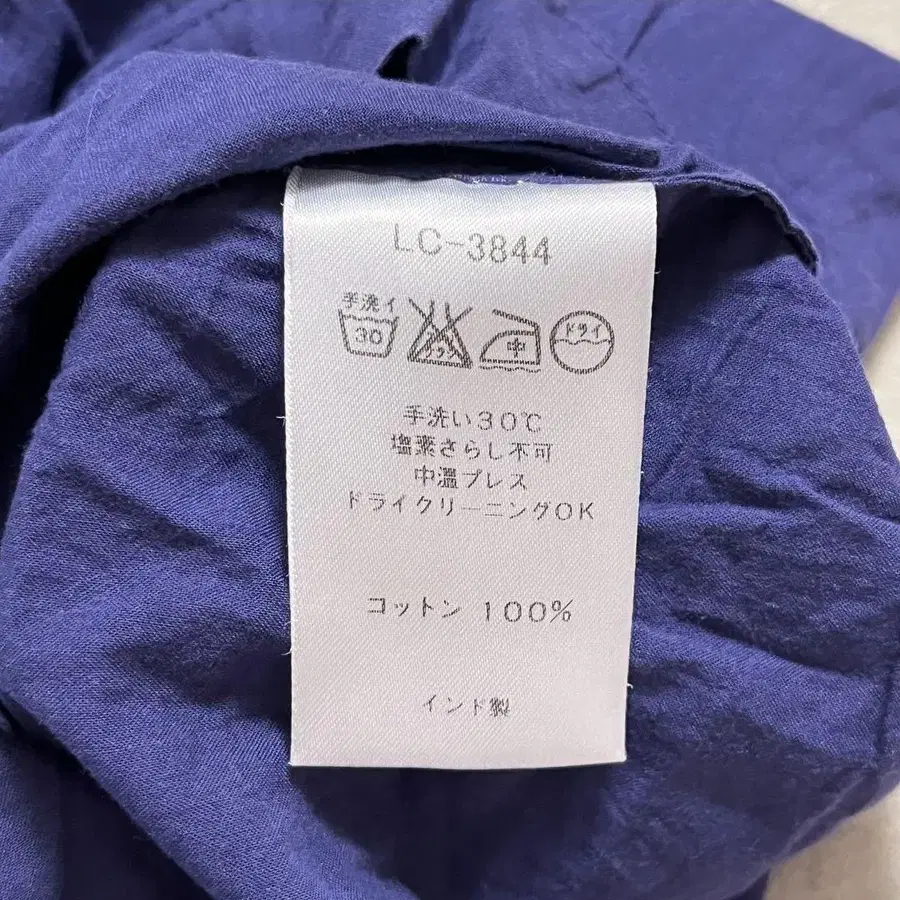 LC-3844
手洗イ
30
中
ドライ
手洗い30℃
塩素さらし不可
中温プレス
ドライクリーニングOK
コットン 100%
インド製